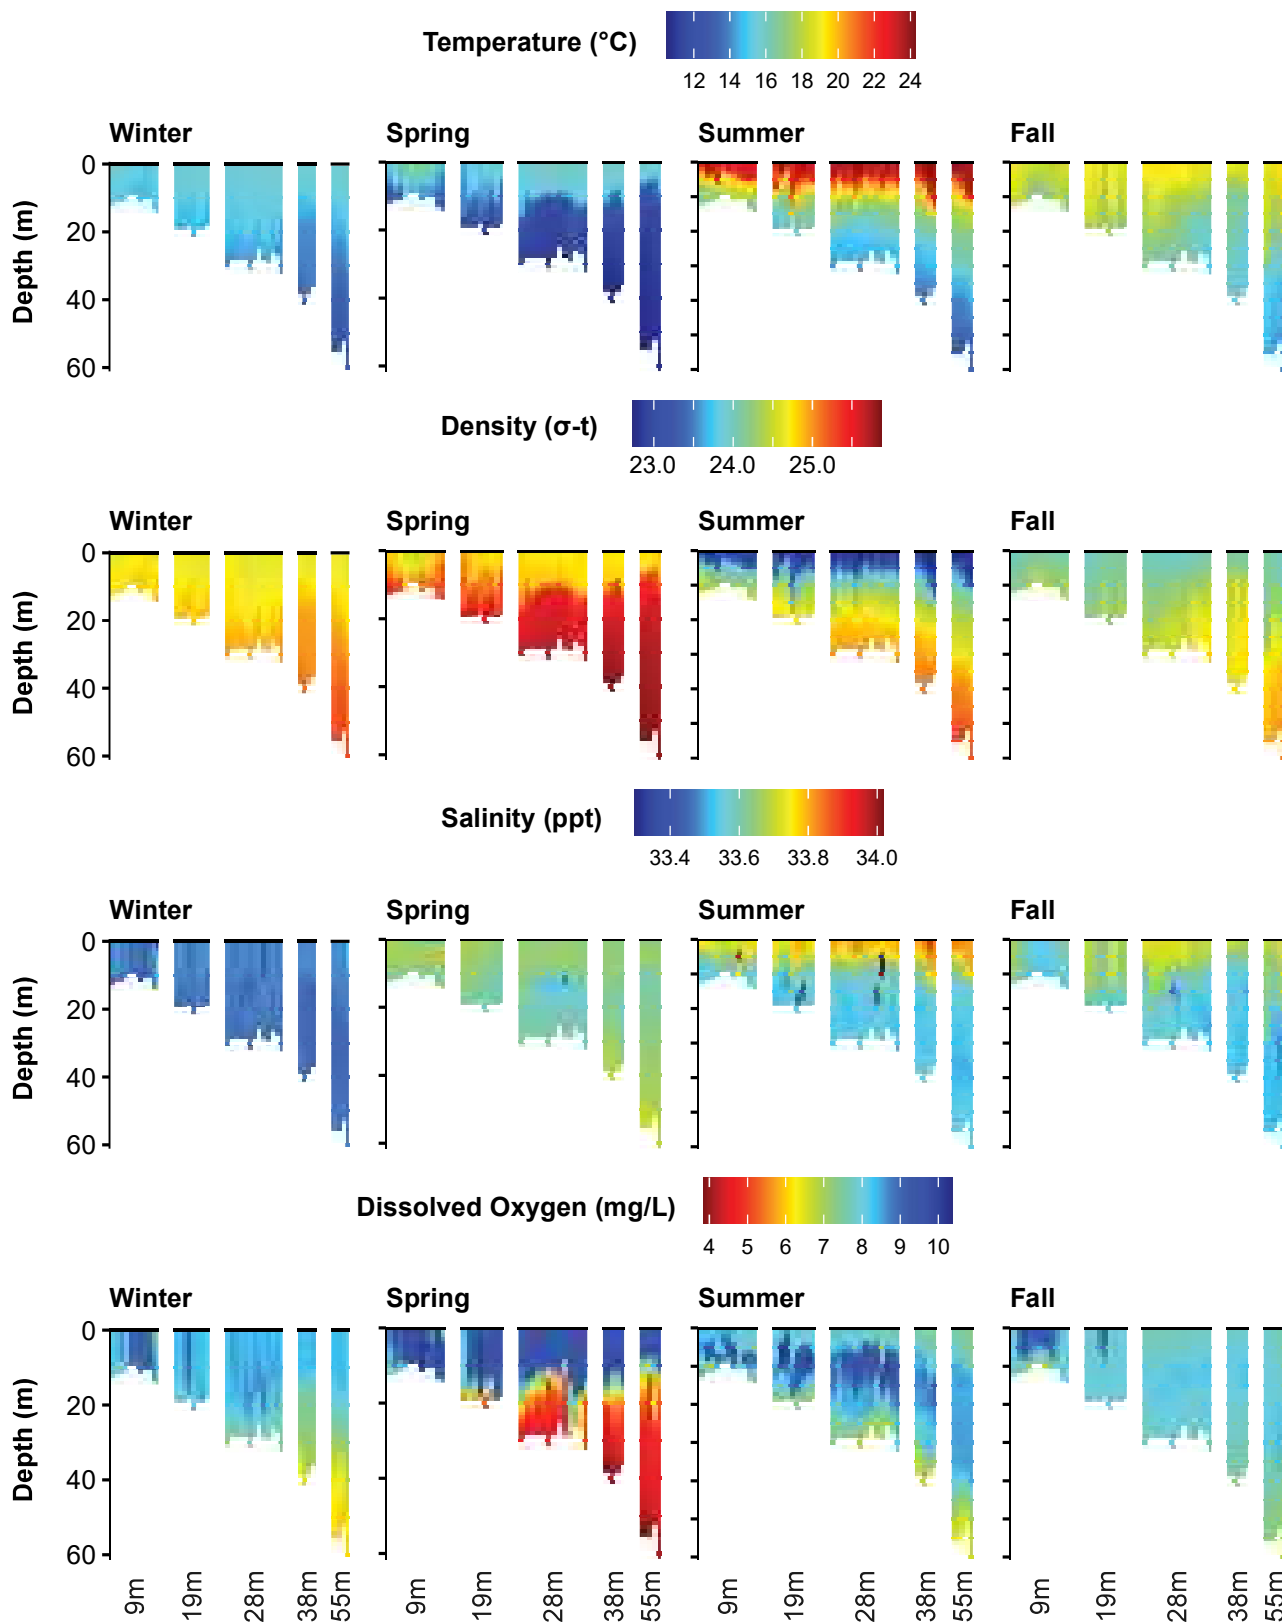 Temperature (°C)
12 14 16 18 20 22 24
Winter Spring Summer Fall
Depth (m)
0
20
40
60
Density (σ-t)
23.0 24.0 25.0
Winter Spring Summer Fall
Depth (m)
0
20
40
60
Salinity (ppt)
33.4 33.6 33.8 34.0
Winter Spring Summer Fall
Depth (m)
0
20
40
60
Dissolved Oxygen (mg/L)
4 5 6 7 8 9 10
Winter Spring Summer Fall
Depth (m)
0
20
40
60
9m 19m 28m 38m 55m 9m 19m 28m 38m 55m 9m 19m 28m 38m 55m 9m 19m 28m 38m 55m